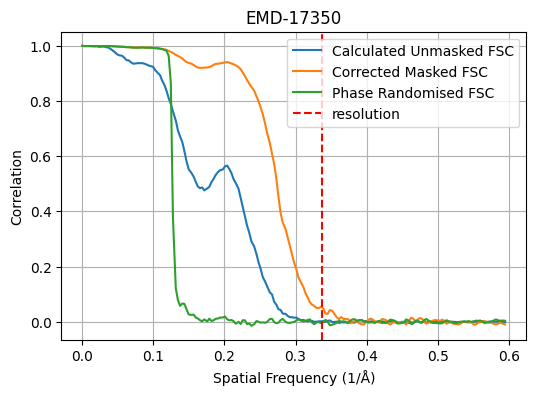 EMD-17350
1.0
0.8
0.6
0.4
0.2
0.0
Correlation
Calculated Unmasked FSC
Corrected Masked FSC
Phase Randomised FSC
resolution
0.0 0.1 0.2 0.3 0.4 0.5 0.6
Spatial Frequency (1/Å)